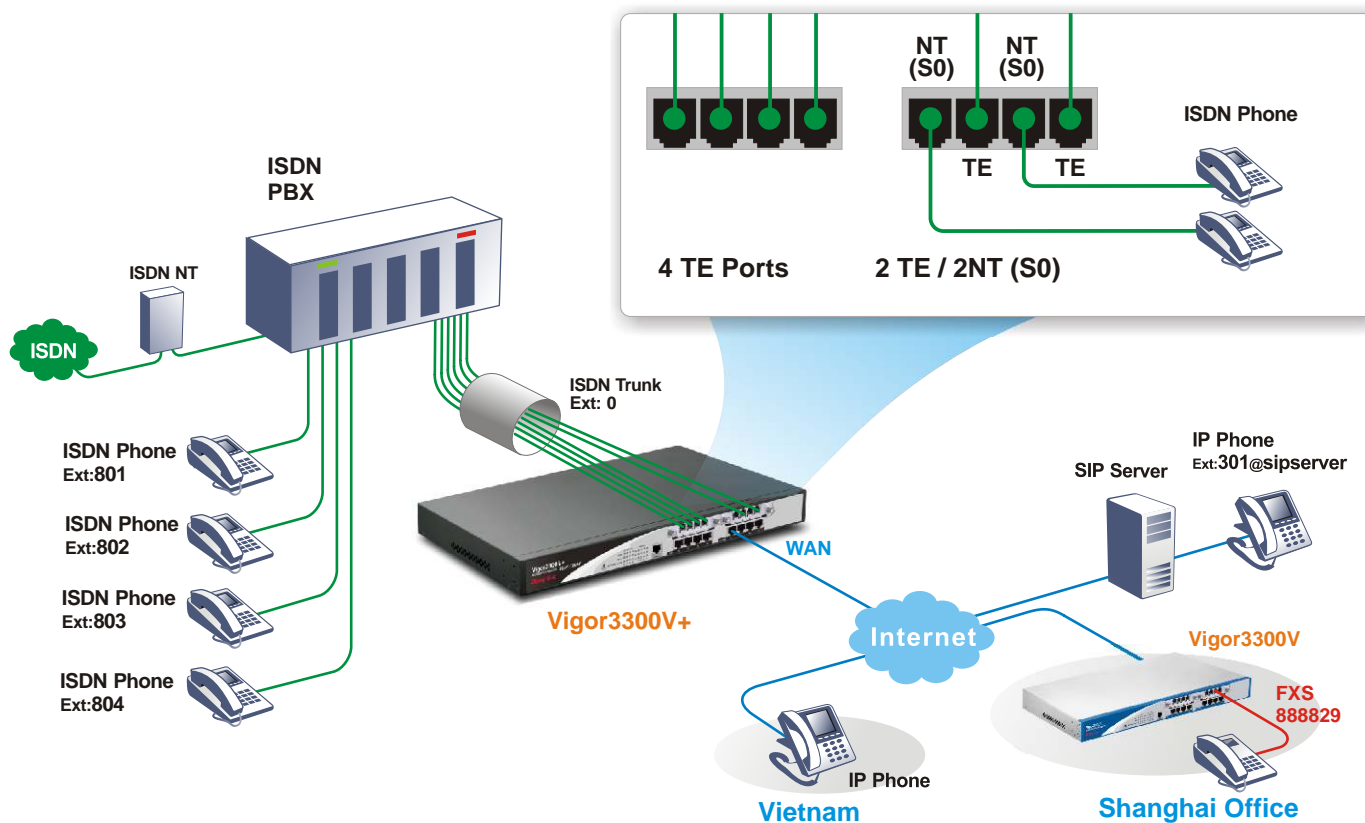 NT
(S0)
NT
(S0)
TE
TE
ISDN Phone
4 TE Ports
2 TE / 2NT (S0)
ISDN
PBX
ISDN NT
ISDN
ISDN Trunk
Ext: 0
ISDN Phone
Ext:801
ISDN Phone
Ext:802
ISDN Phone
Ext:803
ISDN Phone
Ext:804
WAN
Vigor3300V+
SIP Server
IP Phone
Ext:301@sipserver
Internet
Vigor3300V
FXS
888829
IP Phone
Vietnam
Shanghai Office